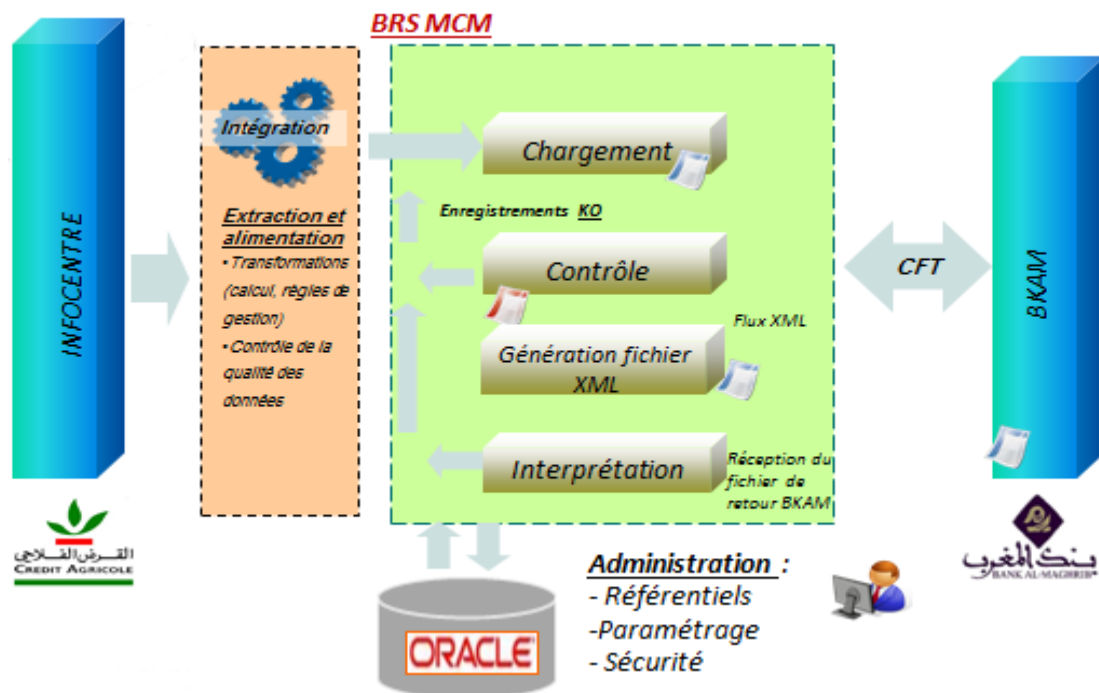 BRS MCM
INFOCENTRE
Intégration
Extraction et
alimentation
• Transformations
(calcul, règles de
gestion)
• Contrôle de la
qualité des
données
Chargement
Enregistrements KO
Contrôle
Flux XML
Génération fichier
XML
Interprétation
Réception du
fichier de
retour BKAM
CFT
BKAM
القرض الفلاحي
CREDIT AGRICOLE
بنك المغرب
BANK AL-MAGHRIB
ORACLE
Administration :
- Référentiels
-Paramétrage
- Sécurité